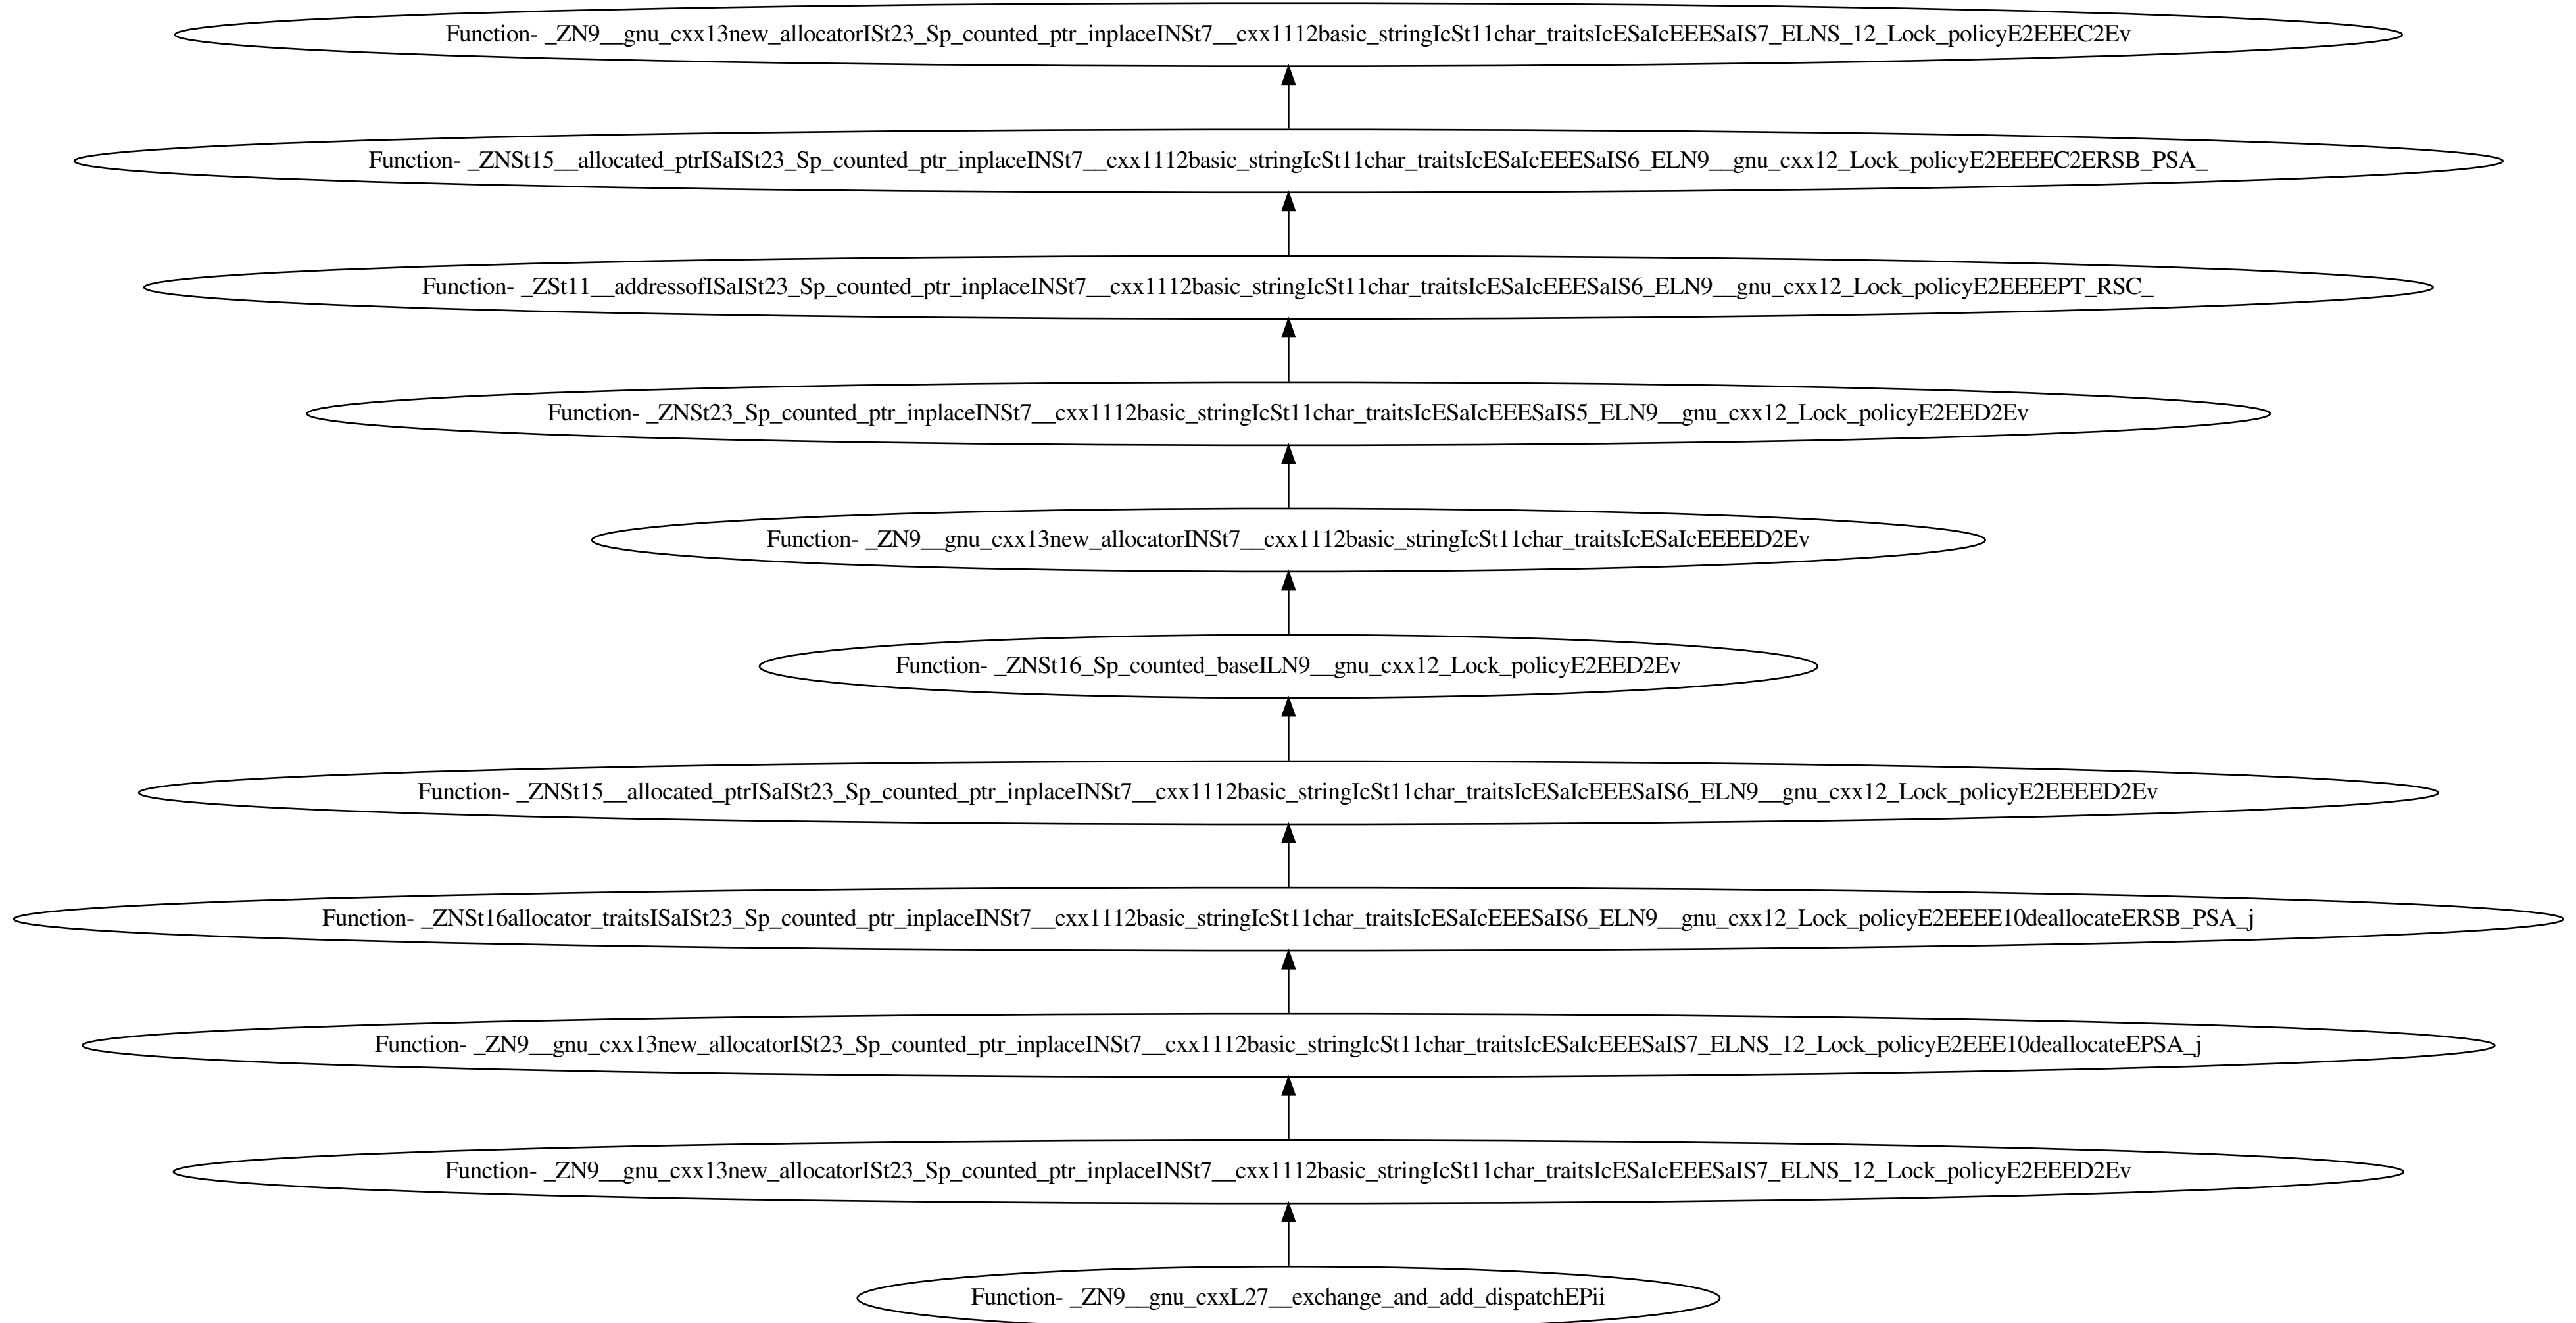 Function- _ZN9__gnu_cxx13new_allocatorISt23_Sp_counted_ptr_inplaceINSt7__cxx1112basic_stringIcSt11char_traitsIcESaIcEEESaIS7_ELNS_12_Lock_policyE2EEEC2Ev
Function- _ZNSt15__allocated_ptrISaISt23_Sp_counted_ptr_inplaceINSt7__cxx1112basic_stringIcSt11char_traitsIcESaIcEEESaIS6_ELN9__gnu_cxx12_Lock_policyE2EEEEC2ERSB_PSA_
Function- _ZSt11__addressofISaISt23_Sp_counted_ptr_inplaceINSt7__cxx1112basic_stringIcSt11char_traitsIcESaIcEEESaIS6_ELN9__gnu_cxx12_Lock_policyE2EEEEPT_RSC_
Function- _ZNSt23_Sp_counted_ptr_inplaceINSt7__cxx1112basic_stringIcSt11char_traitsIcESaIcEEESaIS5_ELN9__gnu_cxx12_Lock_policyE2EED2Ev
Function- _ZN9__gnu_cxx13new_allocatorINSt7__cxx1112basic_stringIcSt11char_traitsIcESaIcEEEED2Ev
Function- _ZNSt16_Sp_counted_baseILN9__gnu_cxx12_Lock_policyE2EED2Ev
Function- _ZNSt15__allocated_ptrISaISt23_Sp_counted_ptr_inplaceINSt7__cxx1112basic_stringIcSt11char_traitsIcESaIcEEESaIS6_ELN9__gnu_cxx12_Lock_policyE2EEEED2Ev
Function- _ZNSt16allocator_traitsISaISt23_Sp_counted_ptr_inplaceINSt7__cxx1112basic_stringIcSt11char_traitsIcESaIcEEESaIS6_ELN9__gnu_cxx12_Lock_policyE2EEEE10deallocateERSB_PSA_j
Function- _ZN9__gnu_cxx13new_allocatorISt23_Sp_counted_ptr_inplaceINSt7__cxx1112basic_stringIcSt11char_traitsIcESaIcEEESaIS7_ELNS_12_Lock_policyE2EEE10deallocateEPSA_j
Function- _ZN9__gnu_cxx13new_allocatorISt23_Sp_counted_ptr_inplaceINSt7__cxx1112basic_stringIcSt11char_traitsIcESaIcEEESaIS7_ELNS_12_Lock_policyE2EEED2Ev
Function- _ZN9__gnu_cxxL27__exchange_and_add_dispatchEPii